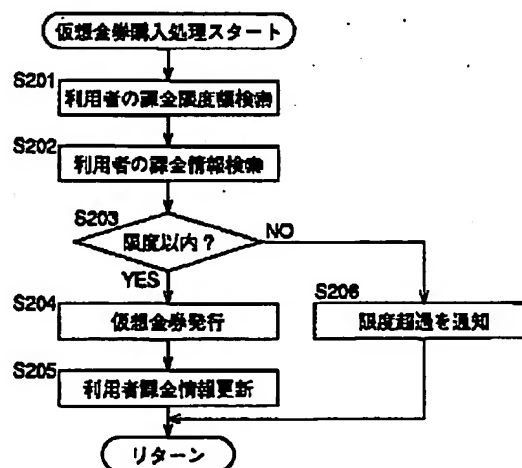 仮想金券購入処理スタート
S201
利用者の課金限度額検索
S202
利用者の課金情報検索
S203
限度以内？
NO
YES
S204
仮想金券発行
S206
限度超過を通知
S205
利用者課金情報更新
リターン